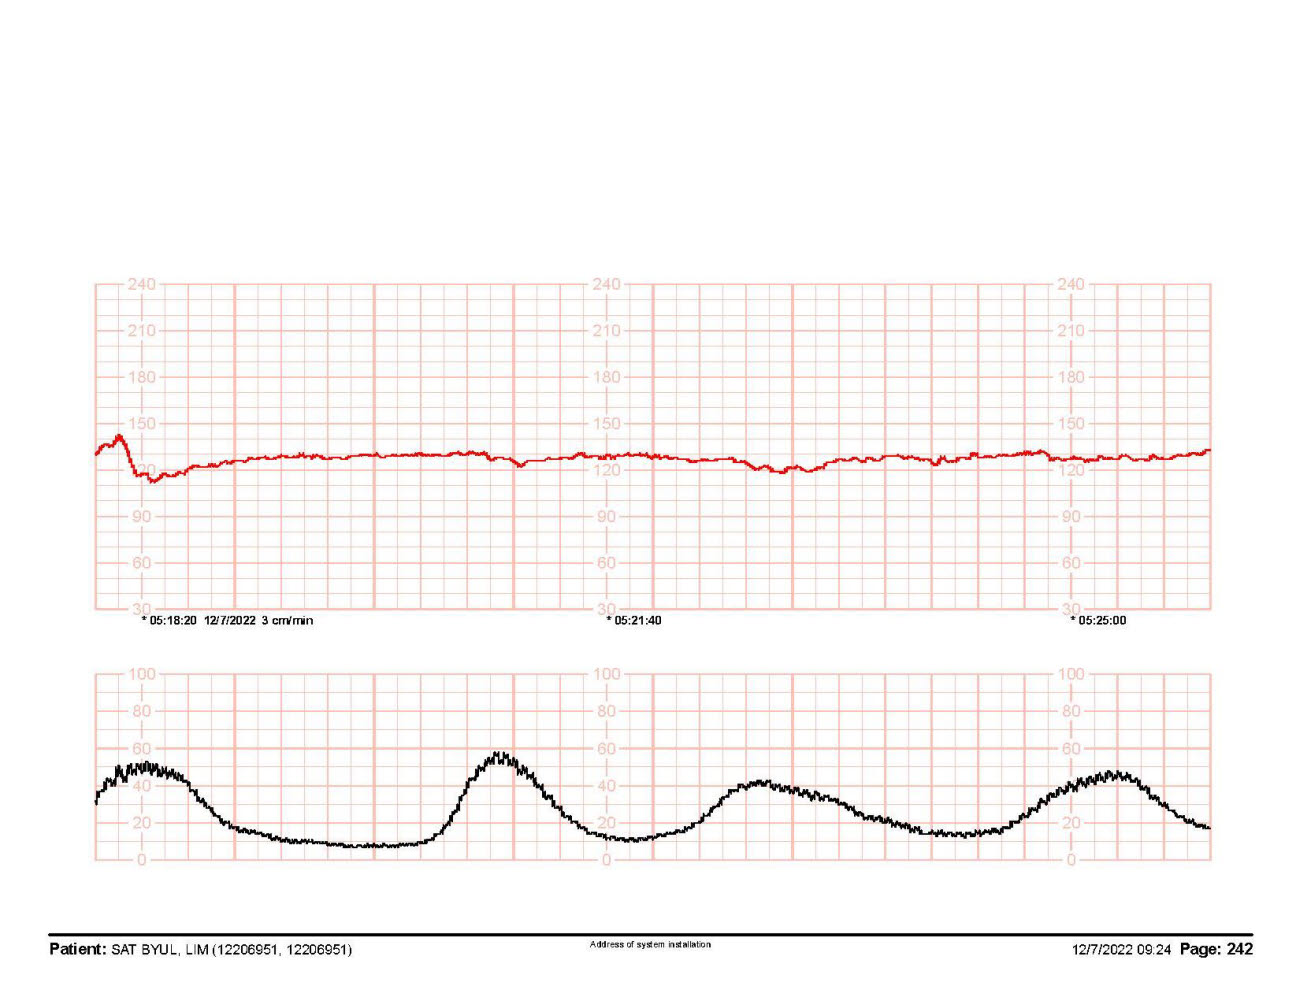 240 240 240
210 210 210
180 180 180
150 150 150
120 120 120
90 90 90
60 60 60
30 30 30
* 05:18:20 12/7/2022 3 cm/min * 05:21:40 * 05:25:00
100 100 100
80 80 80
60 60 60
40 40 40
20 20 20
0 0 0
Patient: SAT BYUL, LIM (12206951, 12206951) Address of system installation 12/7/2022 09:24 Page: 242